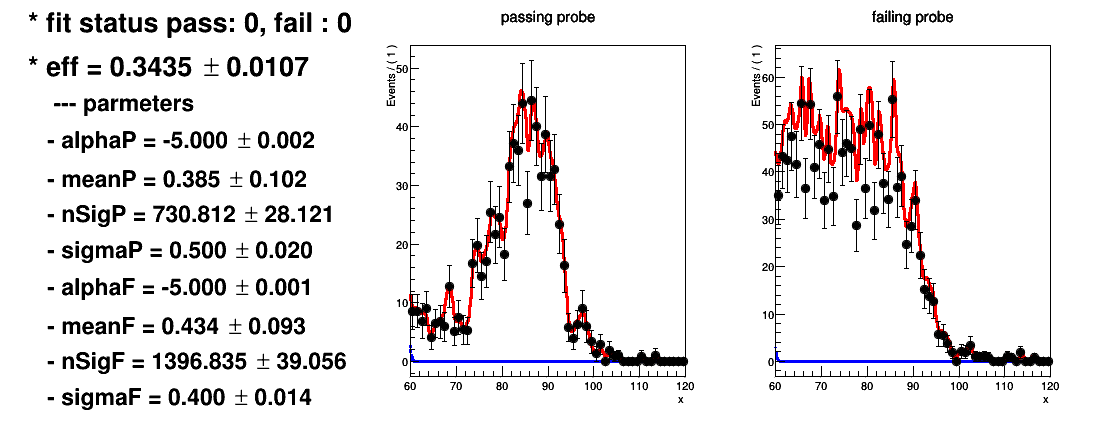 * fit status pass: 0, fail : 0
* eff = 0.3435 ± 0.0107
--- parmeters
- alphaP = -5.000 ± 0.002
- meanP = 0.385 ± 0.102
- nSigP = 730.812 ± 28.121
- sigmaP = 0.500 ± 0.020
- alphaF = -5.000 ± 0.001
- meanF = 0.434 ± 0.093
- nSigF = 1396.835 ± 39.056
- sigmaF = 0.400 ± 0.014
passing probe
Events / ( 1 )
50
40
30
20
10
0
60 70 80 90 100 110 120
x
failing probe
Events / ( 1 )
60
50
40
30
20
10
0
60 70 80 90 100 110 120
x